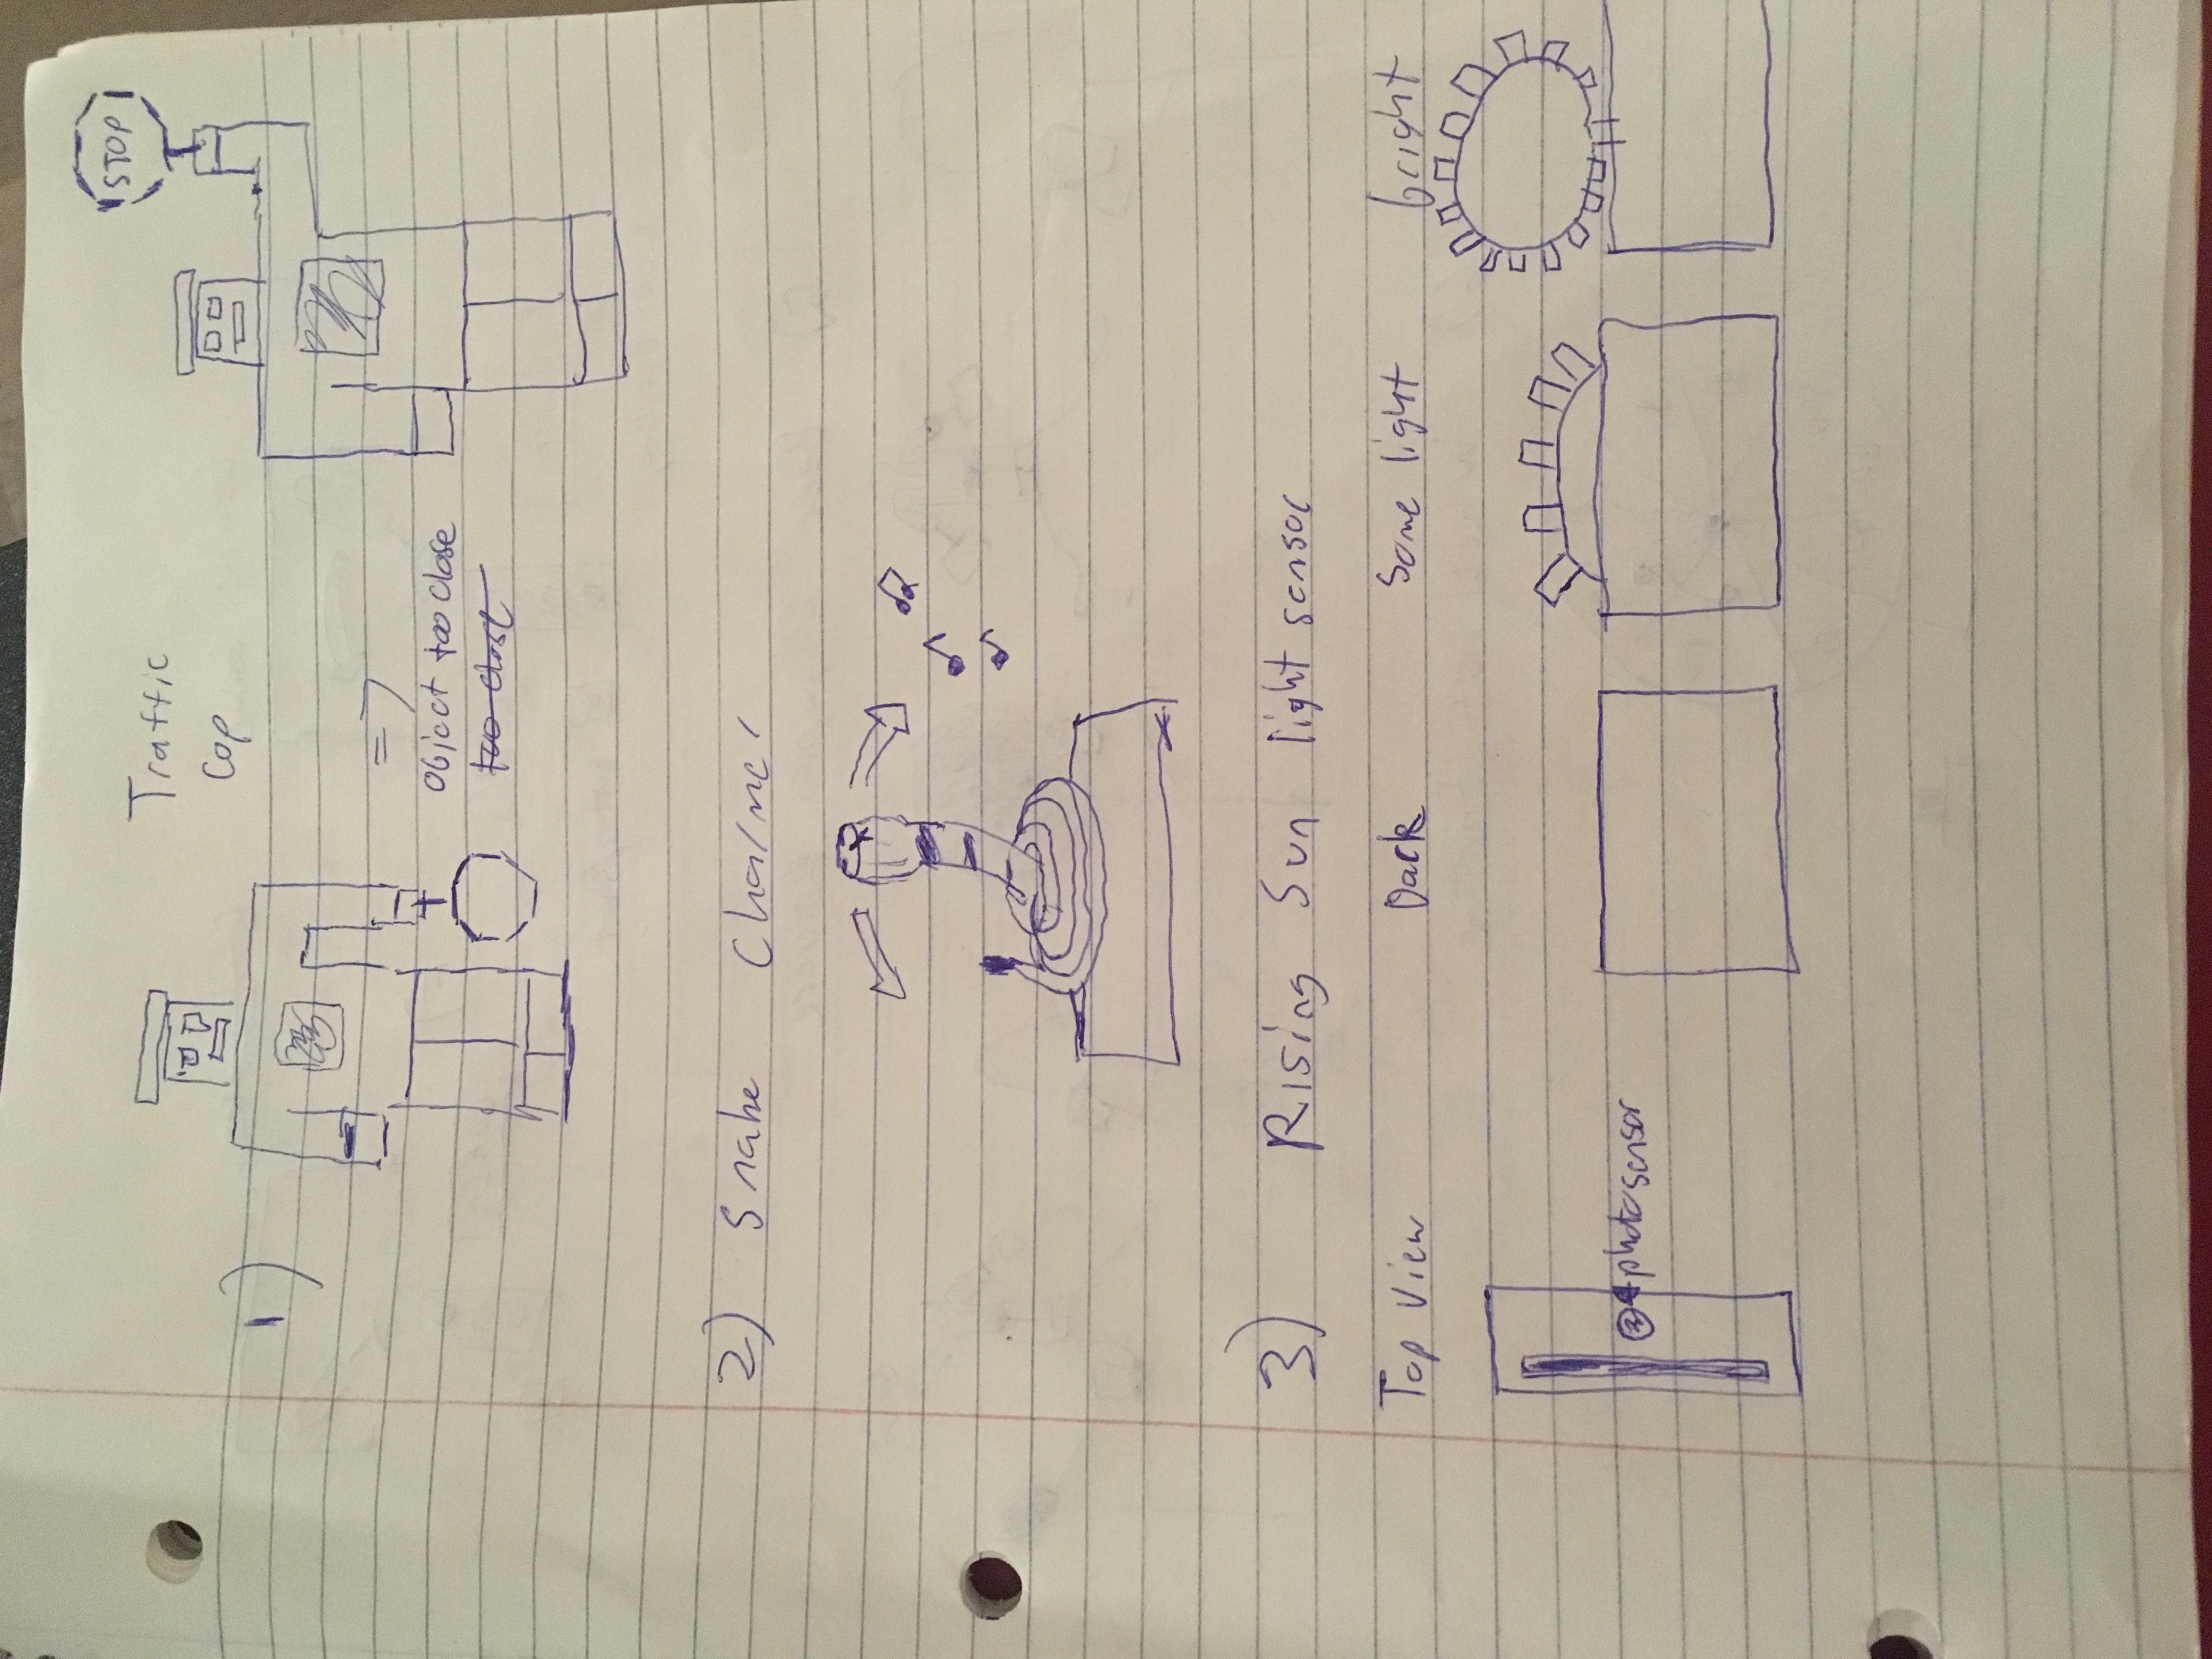 1)
Traffic
Cop
STOP
=>
Object too close
too close
2) Snake Charmer
3) Rising Sun light sensor
Top View
Dark
Some light
bright
photosensor